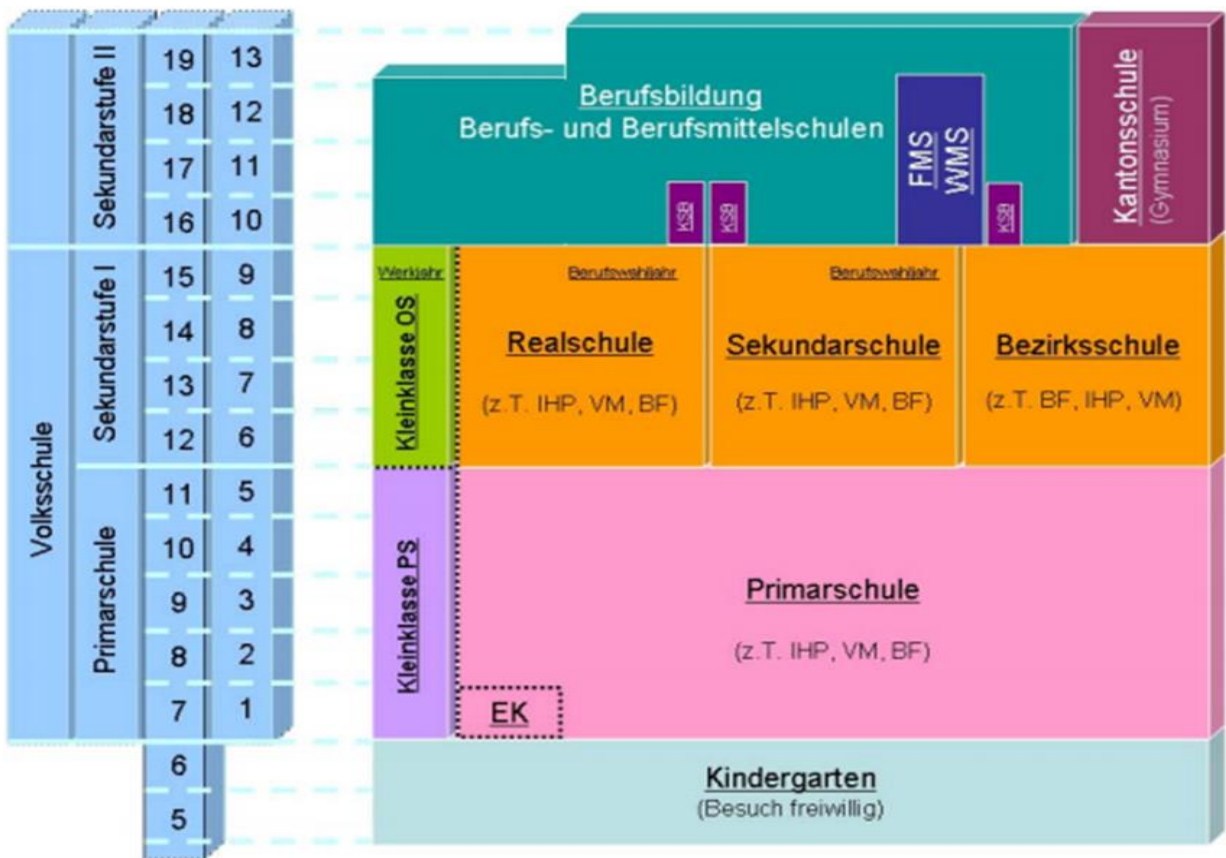 Volksschule
Sekundarstufe II
Sekundarstufe I
Primarschule
19 13
18 12
17 11
16 10
15 9
14 8
13 7
12 6
11 5
10 4
9 3
8 2
7 1
6
5
Berufsbildung
Berufs- und Berufsmittelschulen
FMS
WMS
KSB
KSB
KSB
Kantonsschule
(Gymnasium)
Werkjahr
Kleinklasse OS
Berufswahljahr
Realschule
(z.T. IHP, VM, BF)
Berufswahljahr
Sekundarschule
(z.T. IHP, VM, BF)
Bezirksschule
(z.T. BF, IHP, VM)
Kleinklasse PS
Primarschule
(z.T. IHP, VM, BF)
EK
Kindergarten
(Besuch freiwillig)